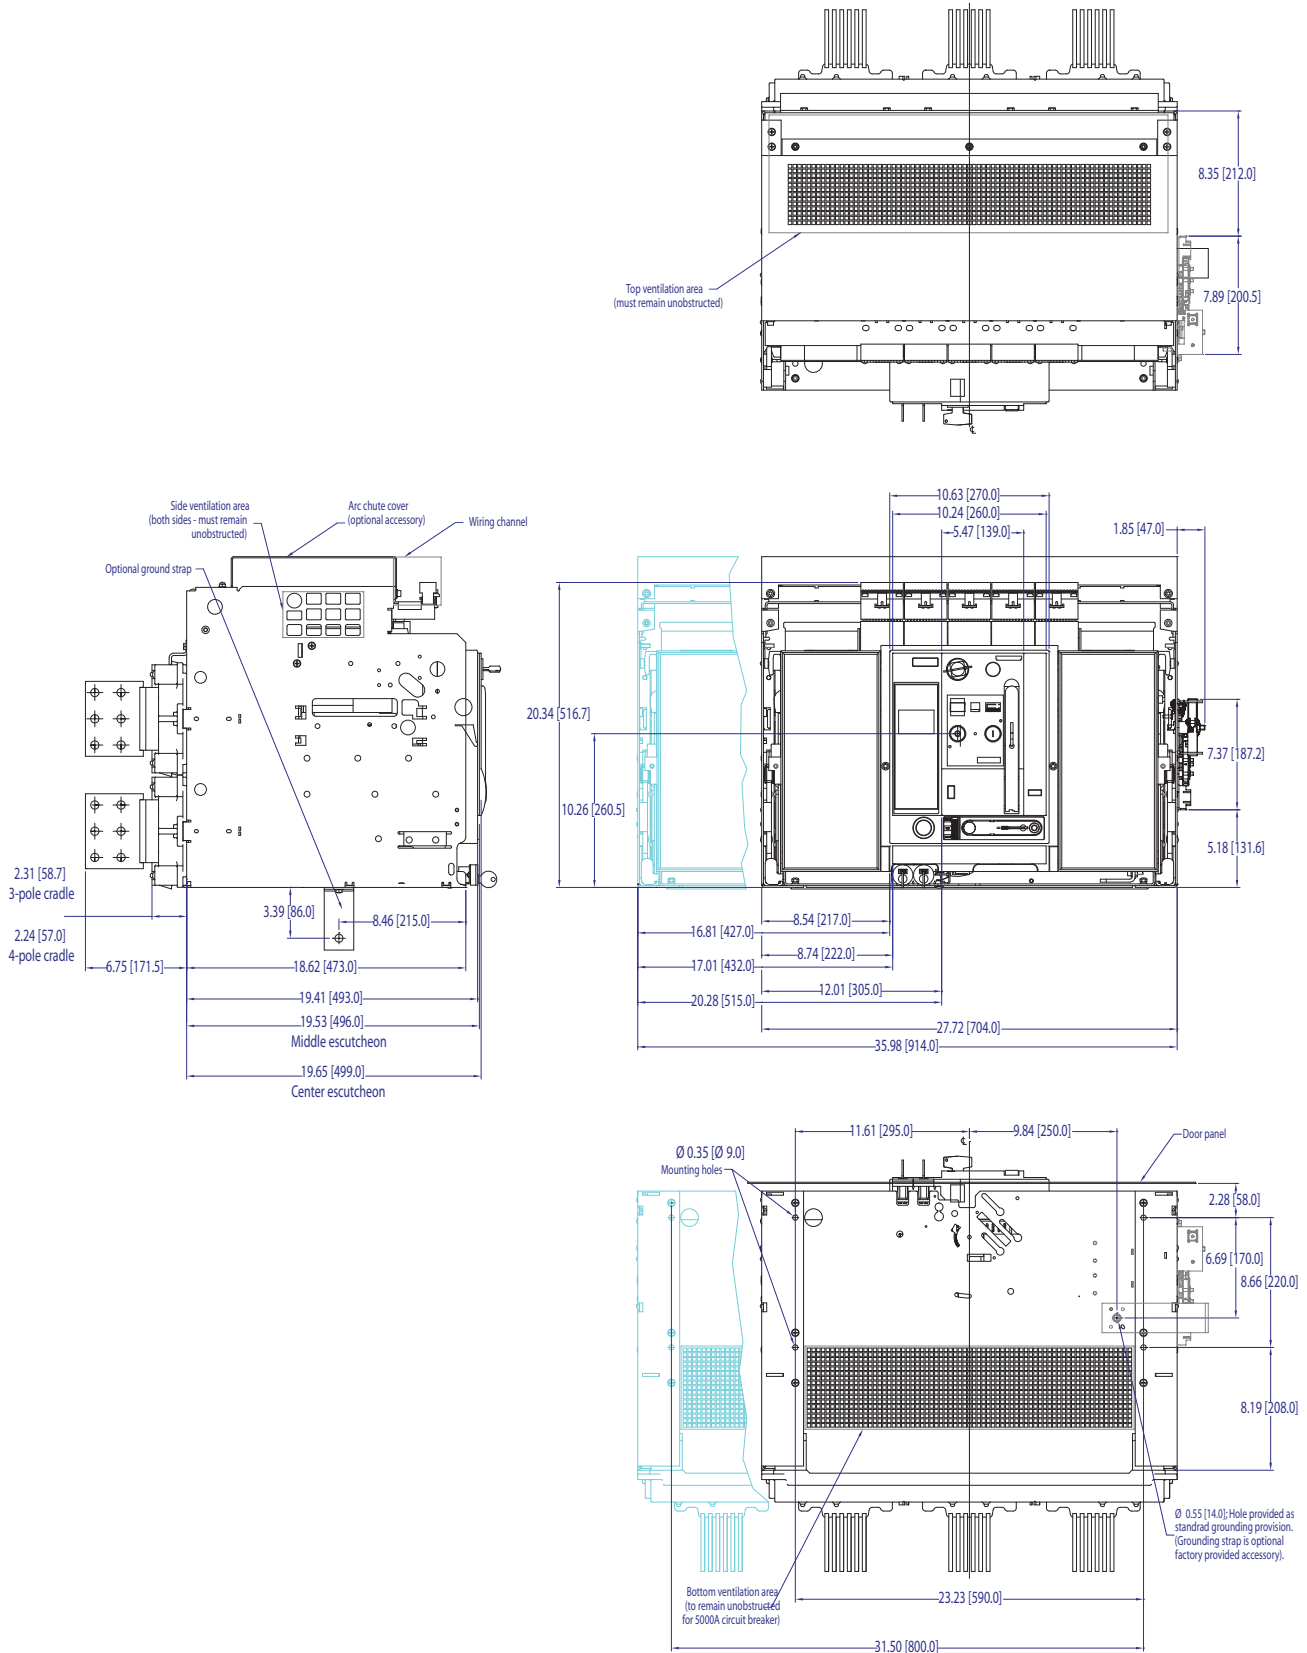 8.35 [212.0]
7.89 [200.5]
Top ventilation area
(must remain unobstructed)
Side ventilation area
(both sides - must remain
unobstructed)
Arc chute cover
(optional accessory)
Wiring channel
Optional ground strap
2.31 [58.7]
3-pole cradle
2.24 [57.0]
4-pole cradle
3.39 [86.0]
8.46 [215.0]
6.75 [171.5]
18.62 [473.0]
19.41 [493.0]
19.53 [496.0]
Middle escutcheon
19.65 [499.0]
Center escutcheon
10.63 [270.0]
10.24 [260.0]
5.47 [139.0]
1.85 [47.0]
20.34 [516.7]
10.26 [260.5]
7.37 [187.2]
5.18 [131.6]
8.54 [217.0]
16.81 [427.0]
8.74 [222.0]
17.01 [432.0]
12.01 [305.0]
20.28 [515.0]
27.72 [704.0]
35.98 [914.0]
11.61 [295.0]
9.84 [250.0]
Door panel
Ø 0.35 [Ø 9.0]
Mounting holes
2.28 [58.0]
6.69 [170.0]
8.66 [220.0]
8.19 [208.0]
Ø 0.55 [14.0]; Hole provided as
standrad grounding provision.
(Grounding strap is optional
factory provided accessory).
Bottom ventilation area
(to remain unobstructed
for 5000A circuit breaker)
23.23 [590.0]
31.50 [800.0]